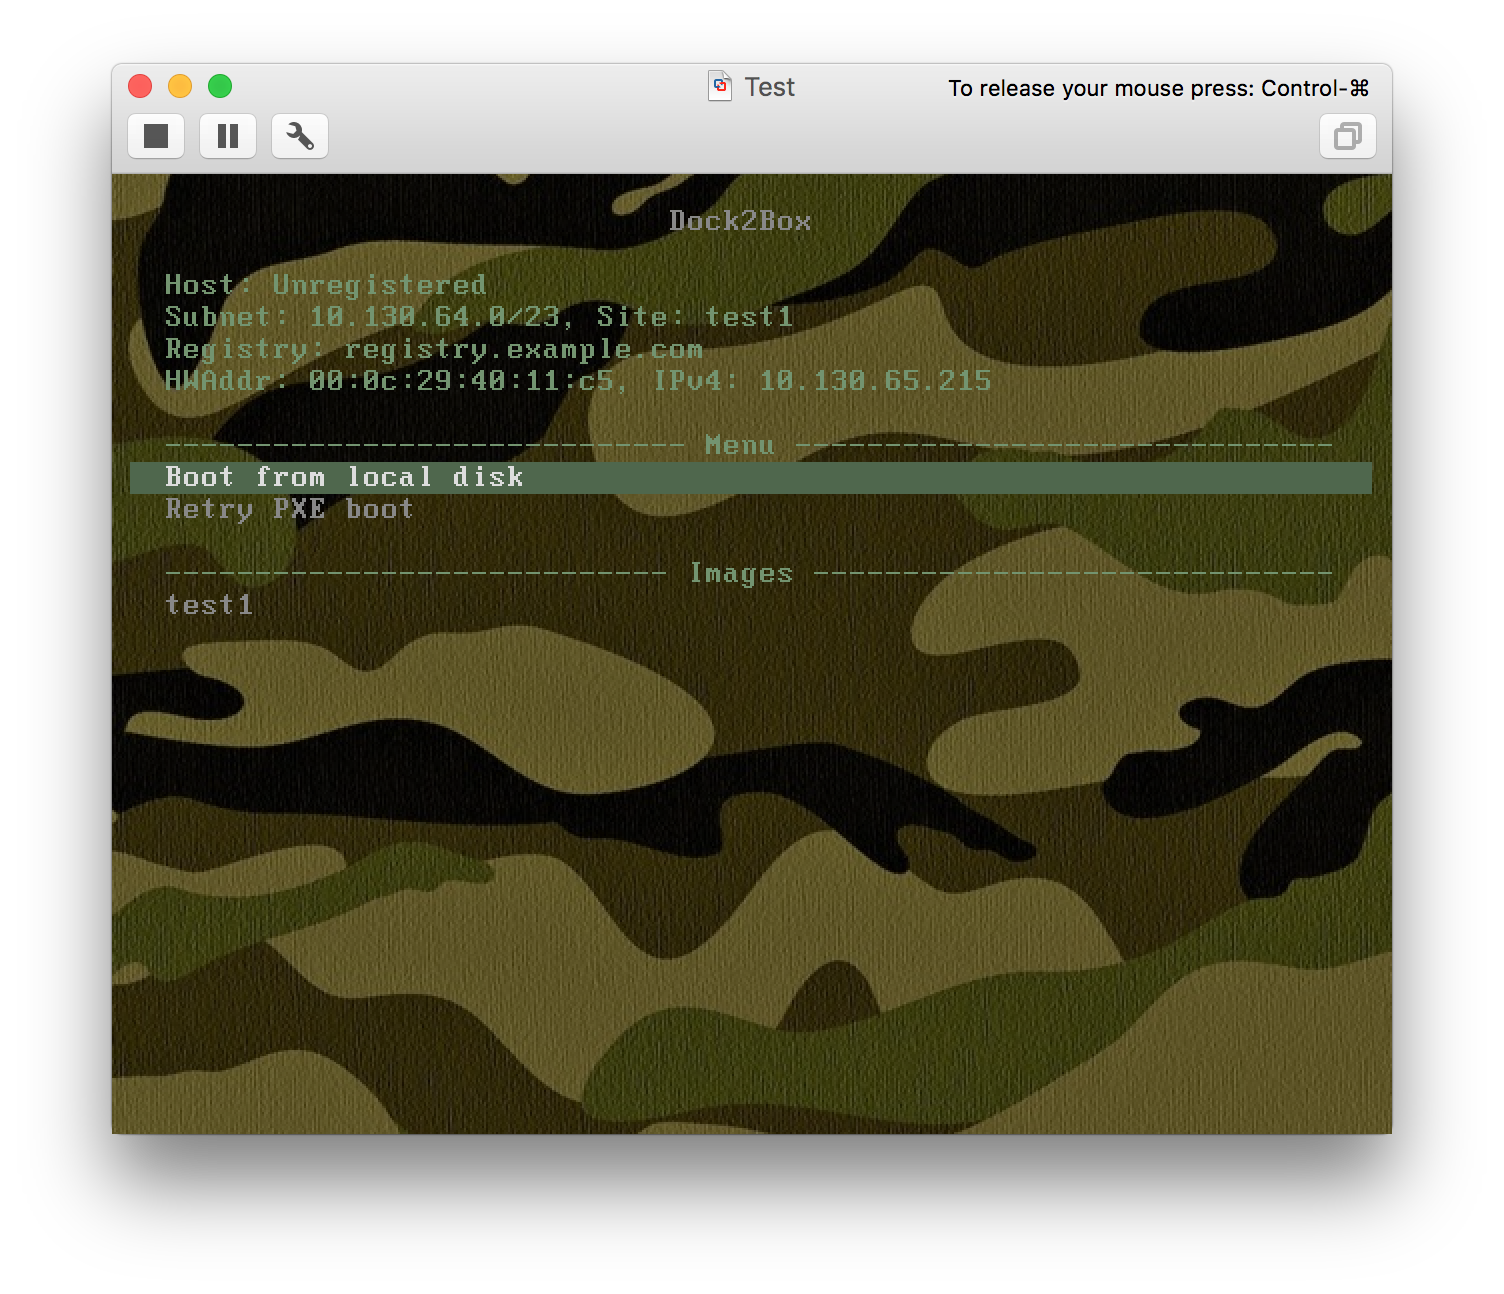 Test
To release your mouse press: Control-⌘
Dock2Box
Host: Unregistered
Subnet: 10.130.64.0/23, Site: test1
Registry: registry.example.com
HWAddr: 00:0c:29:40:11:c5, IPv4: 10.130.65.215
----------------------------- Menu ------------------------------
Boot from local disk
Retry PXE boot
---------------------------- Images -----------------------------
test1